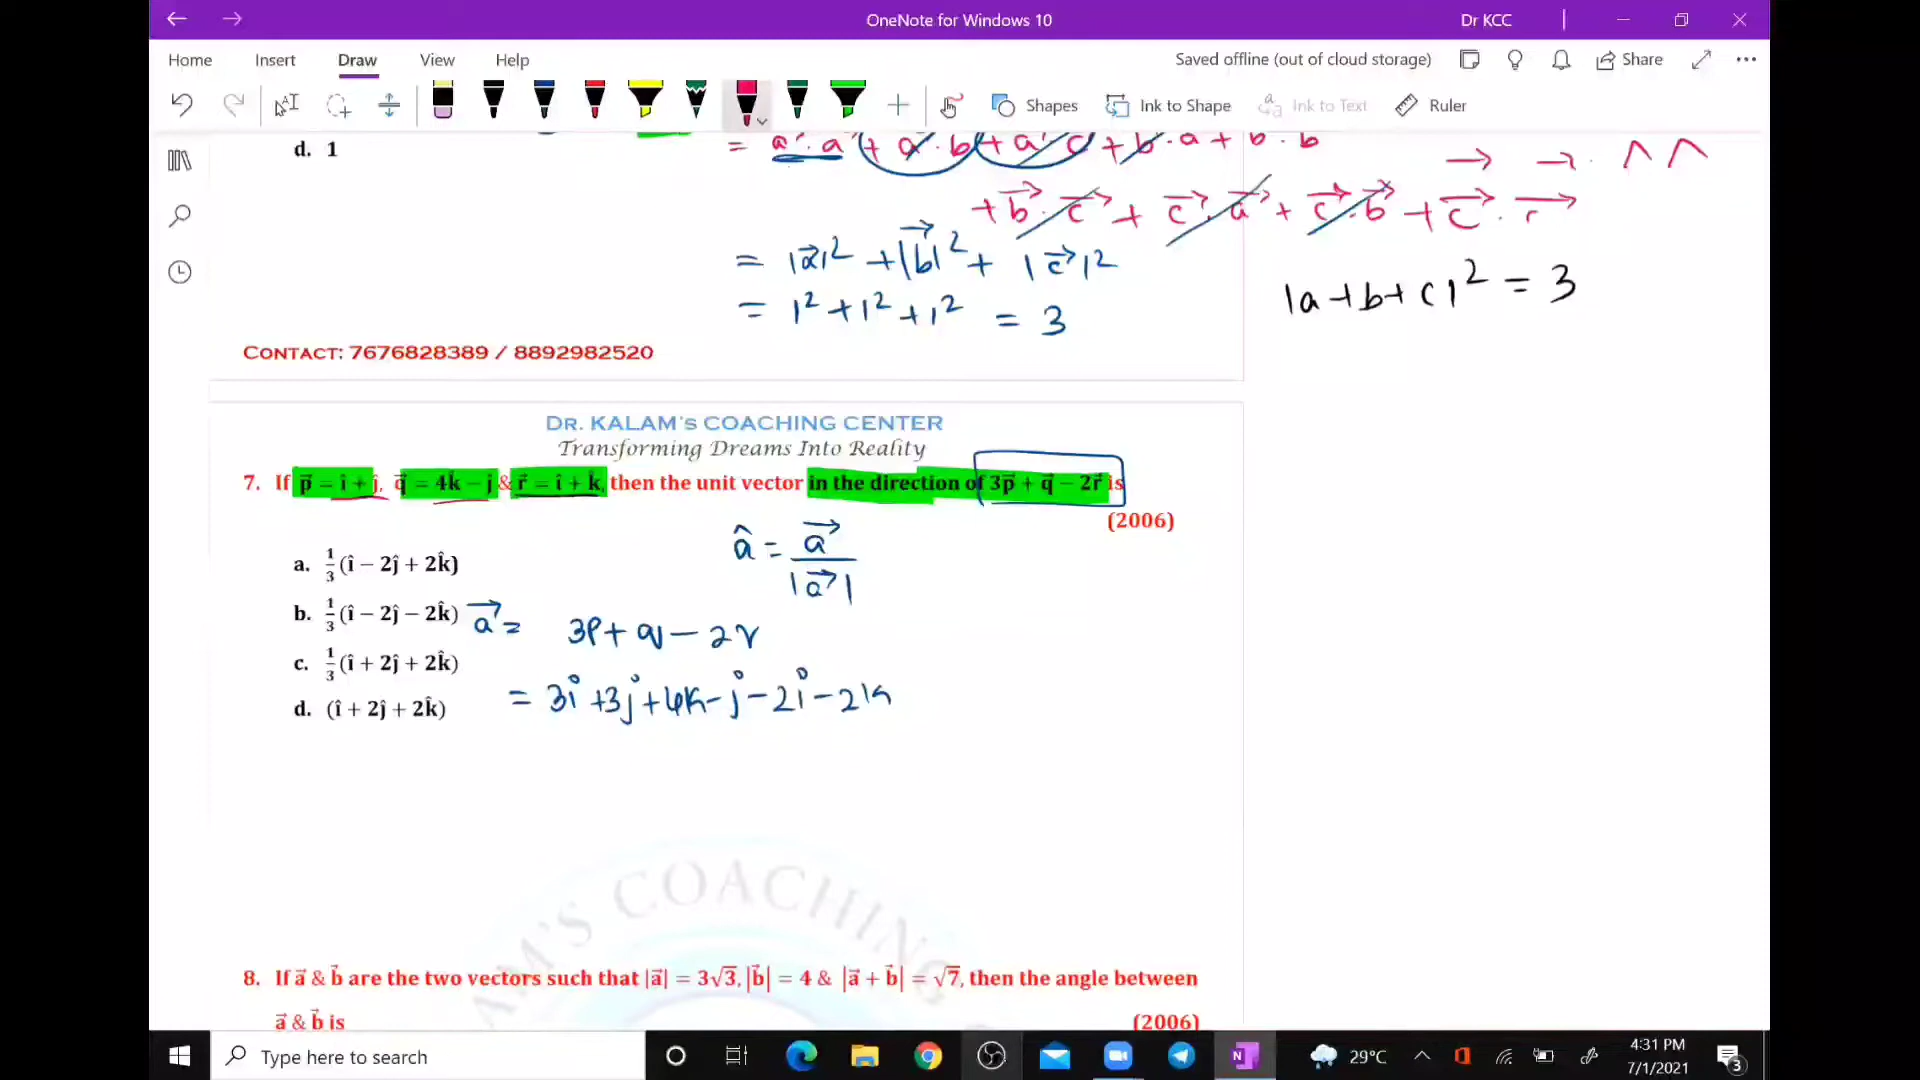 OneNote for Windows 10
Dr KCC
Home Insert Draw View Help
Saved offline (out of cloud storage) Share
Shapes Ink to Shape Ink to Text Ruler
d. 1
= a⃗·a⃗ + a·b + a·c + b·a + b·b
+ b⃗·c⃗ + c⃗·a⃗ + c⃗·b⃗ + c⃗·
= |a⃗|² + |b⃗|² + |c⃗|²
= 1² + 1² + 1² = 3
|a+b+c|² = 3
CONTACT: 7676828389 / 8892982520
DR. KALAM's COACHING CENTER
Transforming Dreams Into Reality
7. If p⃗ = î + ĵ, q⃗ = 4k̂ − ĵ & r⃗ = î + k̂, then the unit vector in the direction of 3p⃗ + q⃗ − 2r⃗ is
(2006)
â = a⃗ / |a⃗|
a. 1/3 (î − 2ĵ + 2k̂)
b. 1/3 (î − 2ĵ − 2k̂)
c. 1/3 (î + 2ĵ + 2k̂)
d. (î + 2ĵ + 2k̂)
a⃗ = 3p + q − 2r
= 3i + 3j + 4k − j − 2i − 2k
AM'S COACHING
8. If a⃗ & b⃗ are the two vectors such that |a⃗| = 3√3, |b⃗| = 4 & |a⃗ + b⃗| = √7, then the angle between
a⃗ & b⃗ is (2006)
Type here to search
29°C
4:31 PM
7/1/2021
3